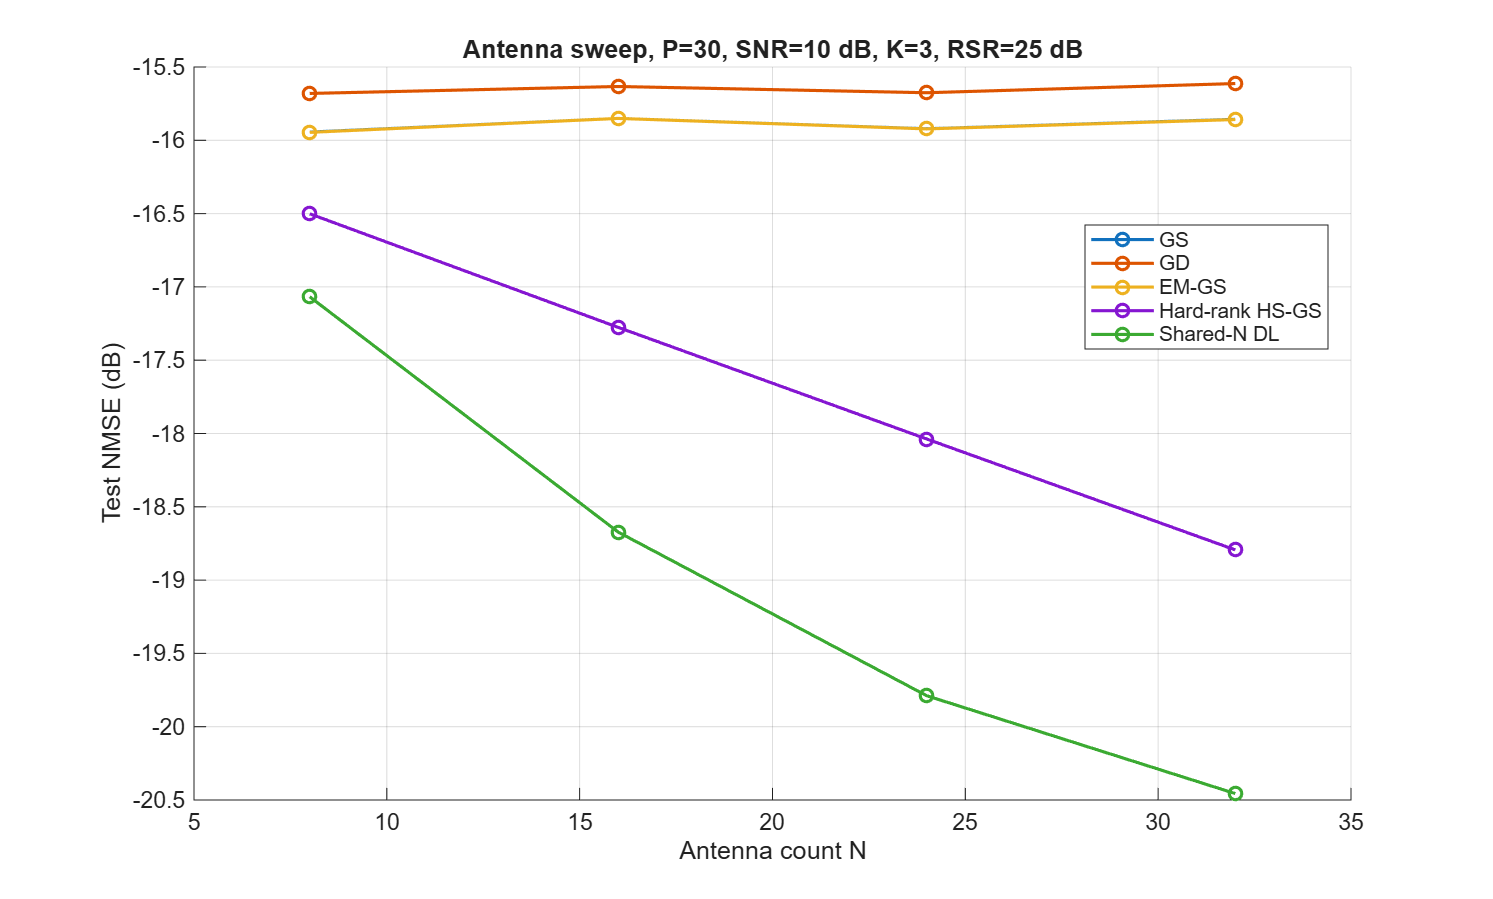 Antenna sweep, P=30, SNR=10 dB, K=3, RSR=25 dB
-15.5
-16
-16.5
-17
-17.5
-18
-18.5
-19
-19.5
-20
-20.5
Test NMSE (dB)
GS
GD
EM-GS
Hard-rank HS-GS
Shared-N DL
5
10
15
20
25
30
35
Antenna count N